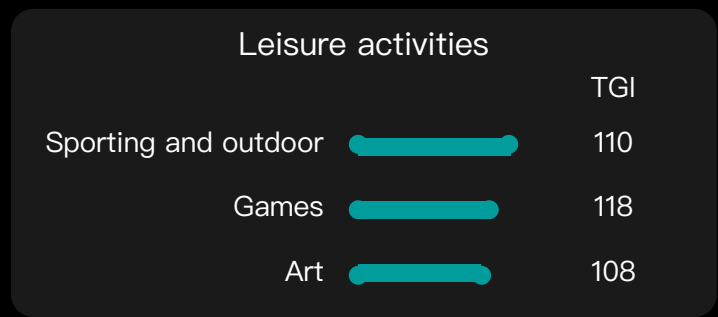 Leisure activities
TGI
Sporting and outdoor 110
Games 118
Art 108